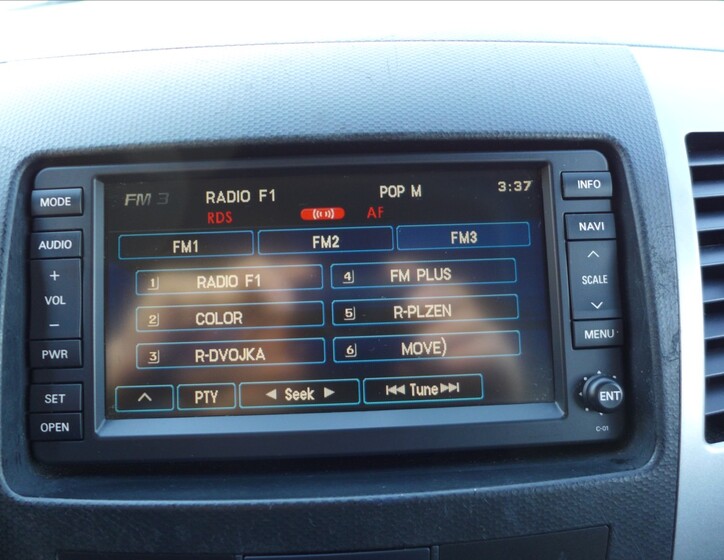 FM 3 RADIO F1 POP M 3:37
RDS AF
FM1 FM2 FM3
1 RADIO F1 4 FM PLUS
2 COLOR 5 R-PLZEN
3 R-DVOJKA 6 MOVE)
PTY Seek Tune
MODE
AUDIO
+
VOL
−
PWR
SET
OPEN
INFO
NAVI
SCALE
MENU
ENT
C-01